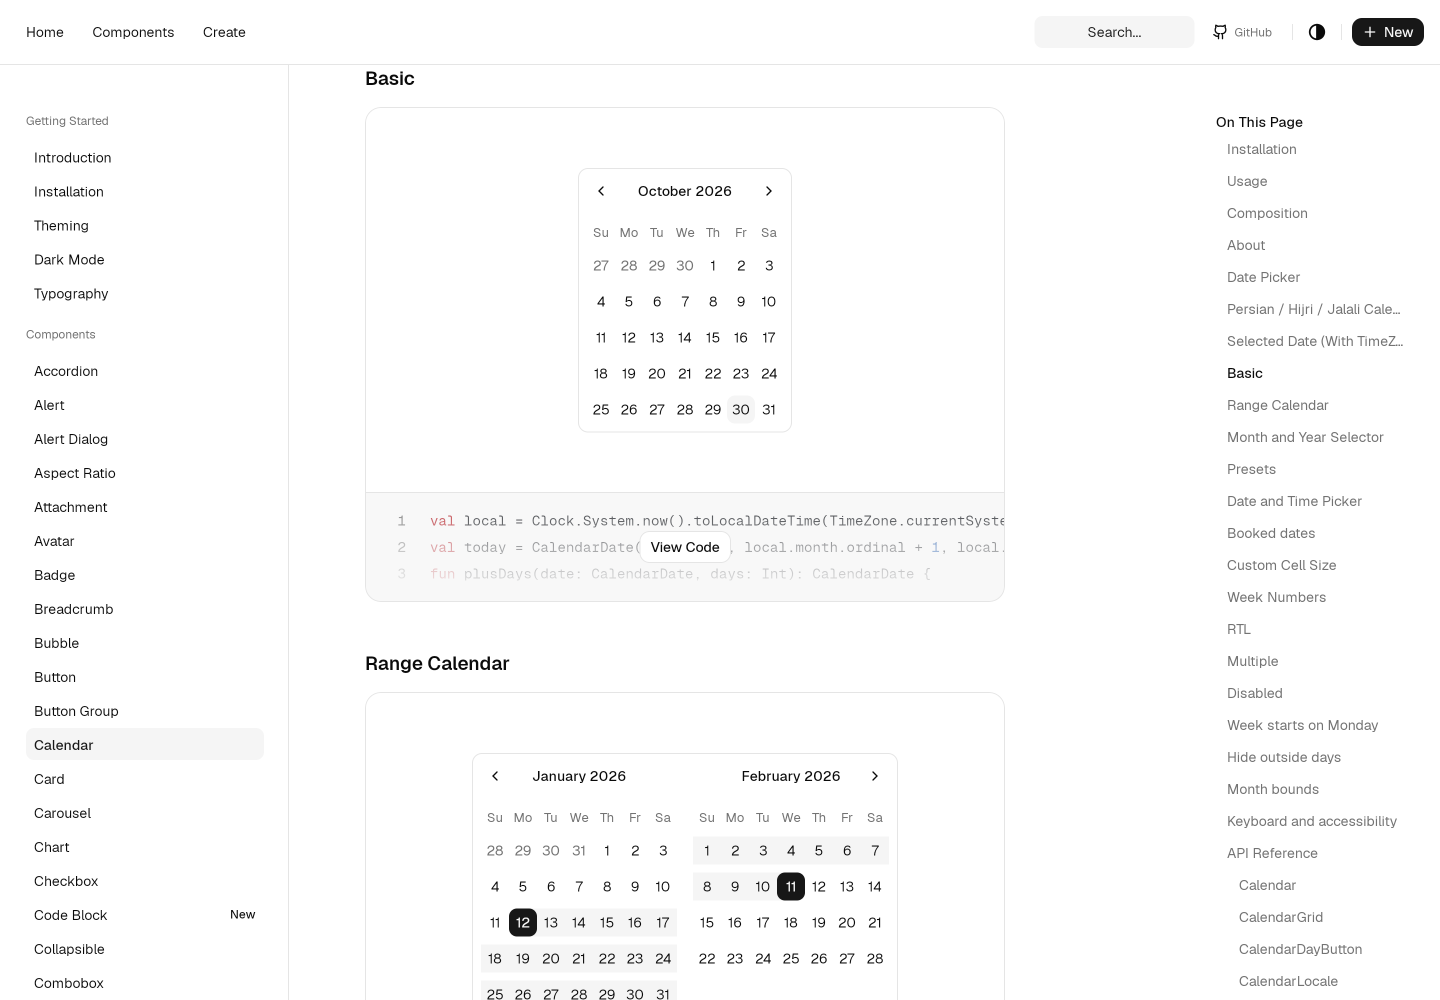 Home Components Create Search... GitHub New
Getting Started
Introduction
Installation
Theming
Dark Mode
Typography
Components
Accordion
Alert
Alert Dialog
Aspect Ratio
Attachment
Avatar
Badge
Breadcrumb
Bubble
Button
Button Group
Calendar
Card
Carousel
Chart
Checkbox
Code Block New
Collapsible
Combobox
Basic
October 2026
Su Mo Tu We Th Fr Sa
27 28 29 30 1 2 3
4 5 6 7 8 9 10
11 12 13 14 15 16 17
18 19 20 21 22 23 24
25 26 27 28 29 30 31
1 val local = Clock.System.now().toLocalDateTime(TimeZone.currentSyste
2 val today = CalendarDate( View Code , local.month.ordinal + 1, local.
3 fun plusDays(date: CalendarDate, days: Int): CalendarDate {
Range Calendar
January 2026 February 2026
Su Mo Tu We Th Fr Sa Su Mo Tu We Th Fr Sa
28 29 30 31 1 2 3 1 2 3 4 5 6 7
4 5 6 7 8 9 10 8 9 10 11 12 13 14
11 12 13 14 15 16 17 15 16 17 18 19 20 21
18 19 20 21 22 23 24 22 23 24 25 26 27 28
25 26 27 28 29 30 31
On This Page
Installation
Usage
Composition
About
Date Picker
Persian / Hijri / Jalali Cale...
Selected Date (With TimeZ...
Basic
Range Calendar
Month and Year Selector
Presets
Date and Time Picker
Booked dates
Custom Cell Size
Week Numbers
RTL
Multiple
Disabled
Week starts on Monday
Hide outside days
Month bounds
Keyboard and accessibility
API Reference
Calendar
CalendarGrid
CalendarDayButton
CalendarLocale